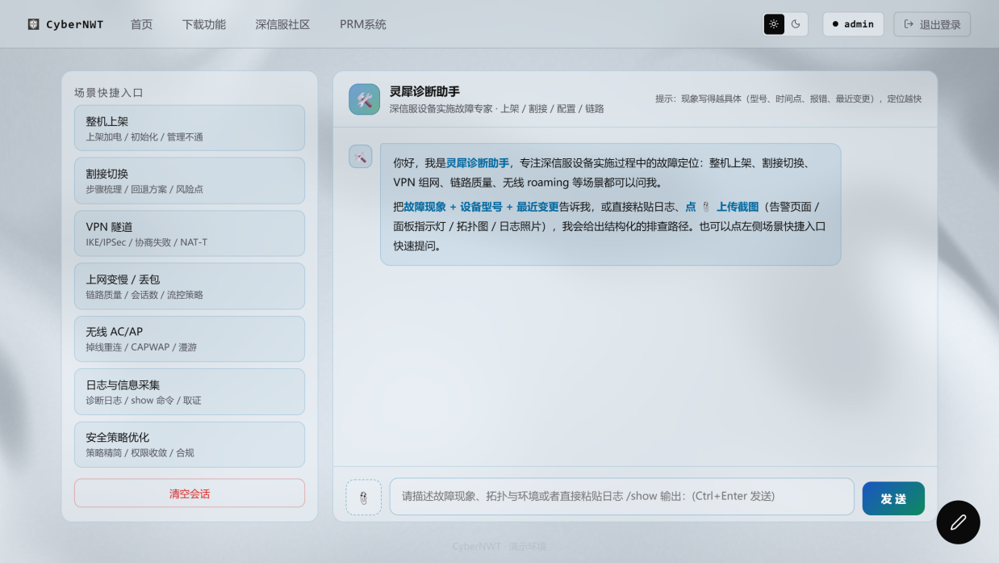 CyberNWT
首页
下载功能
深信服社区
PRM系统
admin
退出登录
场景快捷入口
整机上架
上架加电 / 初始化 / 管理不通
割接切换
步骤梳理 / 回退方案 / 风险点
VPN 隧道
IKE/IPSec / 协商失败 / NAT-T
上网变慢 / 丢包
链路质量 / 会话数 / 流控策略
无线 AC/AP
掉线重连 / CAPWAP / 漫游
日志与信息采集
诊断日志 / show 命令 / 取证
安全策略优化
策略精简 / 权限收敛 / 合规
清空会话
灵犀诊断助手
深信服设备实施故障专家 · 上架 / 割接 / 配置 / 链路
提示：现象写得越具体（型号、时间点、报错、最近变更），定位越快
你好，我是灵犀诊断助手，专注深信服设备实施过程中的故障定位：整机上架、割接切换、
VPN 组网、链路质量、无线 roaming 等场景都可以问我。
把故障现象 + 设备型号 + 最近变更告诉我，或直接粘贴日志、点 上传截图（告警页面 /
面板指示灯 / 拓扑图 / 日志照片），我会给出结构化的排查路径。也可以点左侧场景快捷入口
快速提问。
请描述故障现象、拓扑与环境或者直接粘贴日志 /show 输出：(Ctrl+Enter 发送)
发 送
CyberNWT · 演示环境